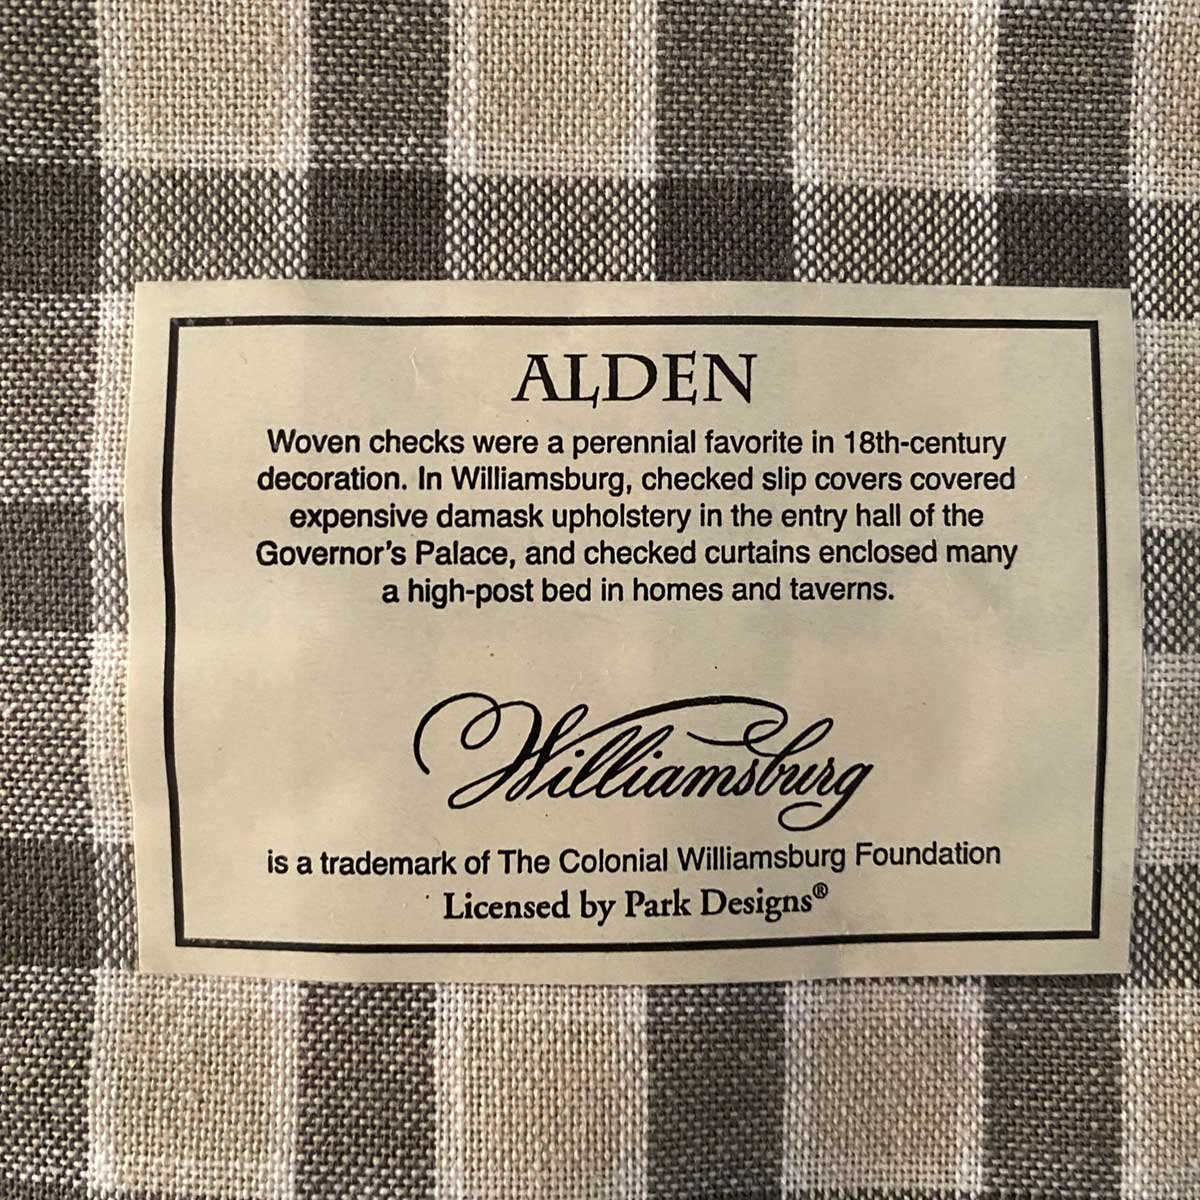 ALDEN
Woven checks were a perennial favorite in 18th-century
decoration. In Williamsburg, checked slip covers covered
expensive damask upholstery in the entry hall of the
Governor's Palace, and checked curtains enclosed many
a high-post bed in homes and taverns.
Williamsburg
is a trademark of The Colonial Williamsburg Foundation
Licensed by Park Designs®